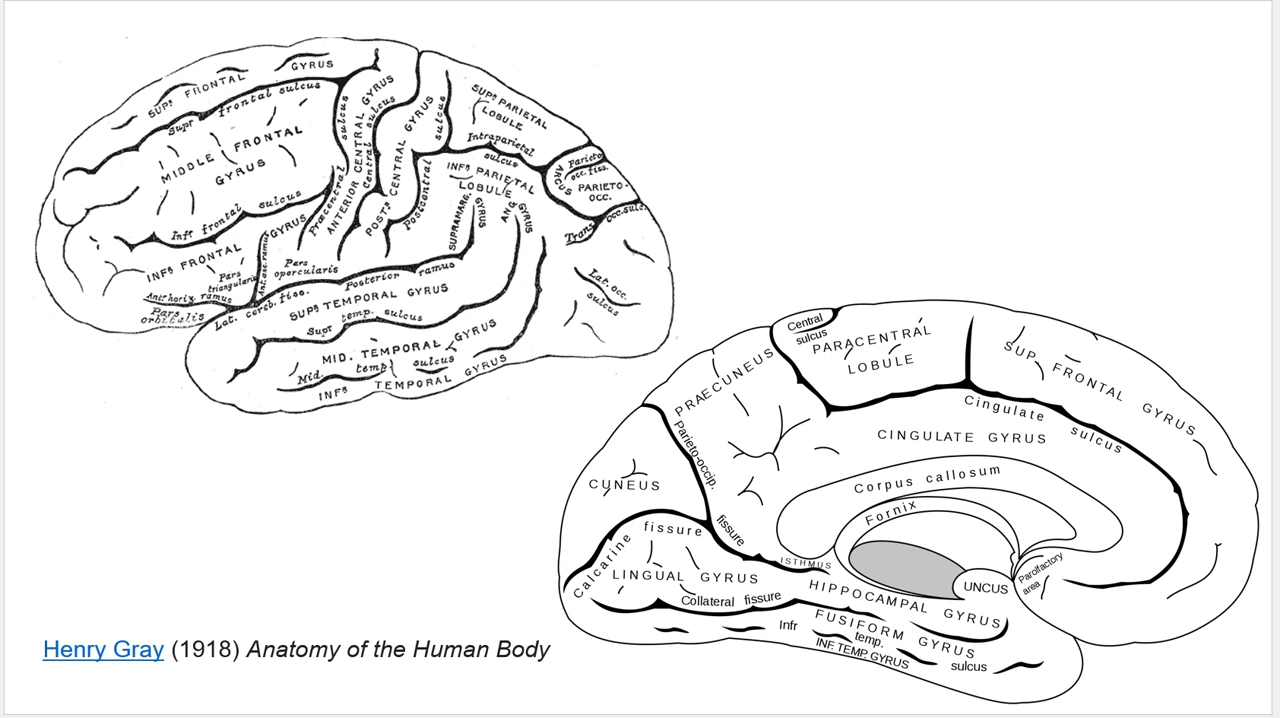 SUPR FRONTAL GYRUS
Supr frontal sulcus
MIDDLE FRONTAL
GYRUS
Infr frontal sulcus
INFR FRONTAL GYRUS
Pars
triangularis
Ant. asc. ramus
Pars
opercularis
Ant. horiz. ramus
Pars
orbitalis
Præcentral sulcus
ANTERIOR CENTRAL GYRUS
Central sulcus
POSTR CENTRAL GYRUS
Postcentral sulcus
SUPR PARIETAL
LOBULE
Intraparietal
sulcus
INFR PARIETAL
LOBULE
SUPRAMARG. GYRUS
ANG GYRUS
ARCUS
Parieto
occ. fiss.
PARIETO-
OCC.
Trans occ. sulc.
Lat. occ.
sulcus
Lat. cereb. fiss. Posterior ramus
SUPR TEMPORAL GYRUS
Supr temp. sulcus
MID. TEMPORAL GYRUS
Mid. temp sulcus
INFR TEMPORAL GYRUS
Central
sulcus
PARACENTRAL
LOBULE
SUP. FRONTAL GYRUS
PRAECUNEUS
Cingulate sulcus
CINGULATE GYRUS
Parieto-occip. fissure
Corpus callosum
CUNEUS
Fornix
Calcarine fissure
ISTHMUS
Parolfactory
area
UNCUS
LINGUAL GYRUS
HIPPOCAMPAL GYRUS
Collateral fissure
FUSIFORM GYRUS
Infr temp. sulcus
INF. TEMP. GYRUS
Henry Gray (1918) Anatomy of the Human Body